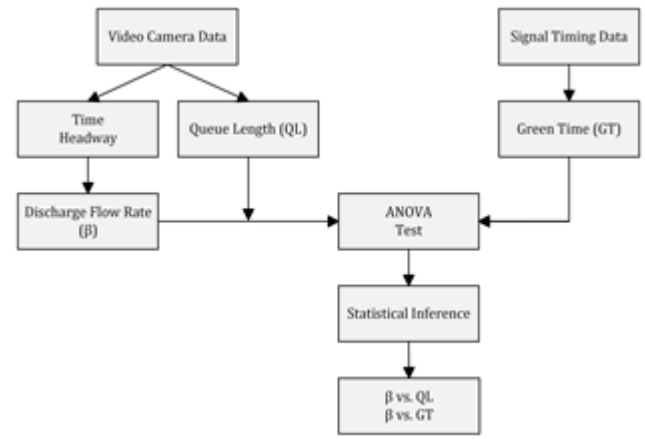 Video Camera Data
Signal Timing Data
Time
Headway
Queue Length (QL)
Green Time (GT)
Discharge Flow Rate
(β)
ANOVA
Test
Statistical Inference
β vs. QL
β vs. GT